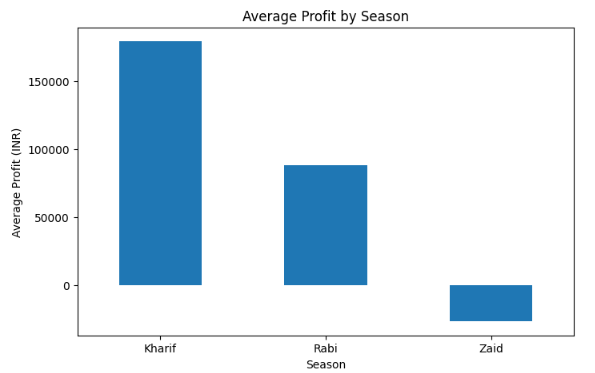 Average Profit by Season
Average Profit (INR)
150000
100000
50000
0
Kharif
Rabi
Zaid
Season